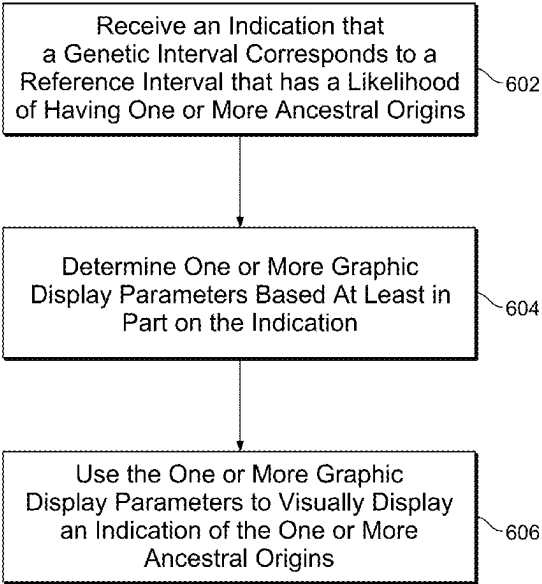 Receive an Indication that
a Genetic Interval Corresponds to a
Reference Interval that has a Likelihood
of Having One or More Ancestral Origins
602
Determine One or More Graphic
Display Parameters Based At Least in
Part on the Indication
604
Use the One or More Graphic
Display Parameters to Visually Display
an Indication of the One or More
Ancestral Origins
606